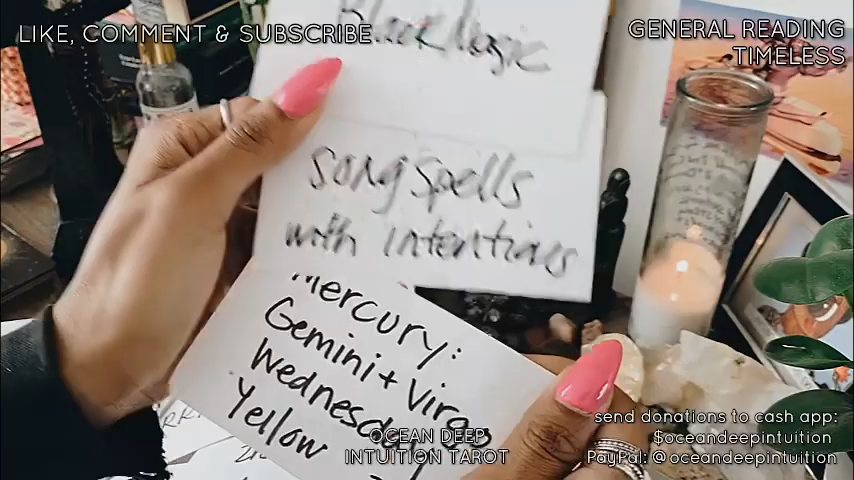 LIKE, COMMENT & SUBSCRIBE
GENERAL READING
TIMELESS
Black Magic
Song Spells
with intentions
Mercury:
Gemini + Virgo
Wednesday
Yellow
OCEAN DEEP
INTUITION TAROT
send donations to cash app:
$oceandeepintuition
PayPal: @oceandeepintuition